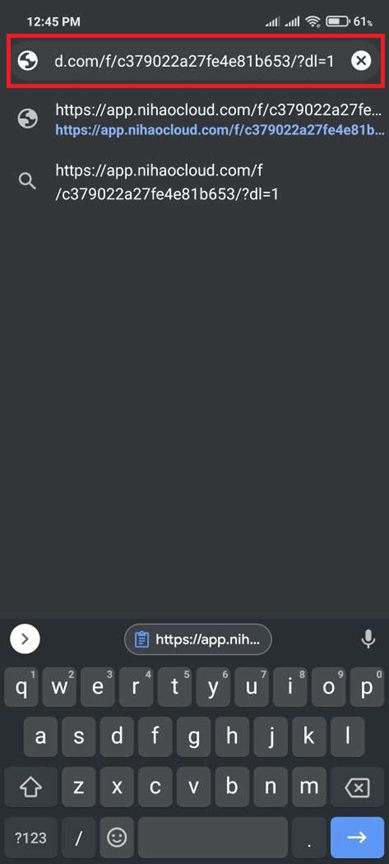 12:45 PM 61%
d.com/f/c379022a27fe4e81b653/?dl=1
https://app.nihaocloud.com/f/c379022a27fe...
https://app.nihaocloud.com/f/c379022a27fe4e81b...
https://app.nihaocloud.com/f
/c379022a27fe4e81b653/?dl=1
https://app.nih...
1 2 3 4 5 6 7 8 9 0
q w e r t y u i o p
a s d f g h j k l
z x c v b n m
?123 / .